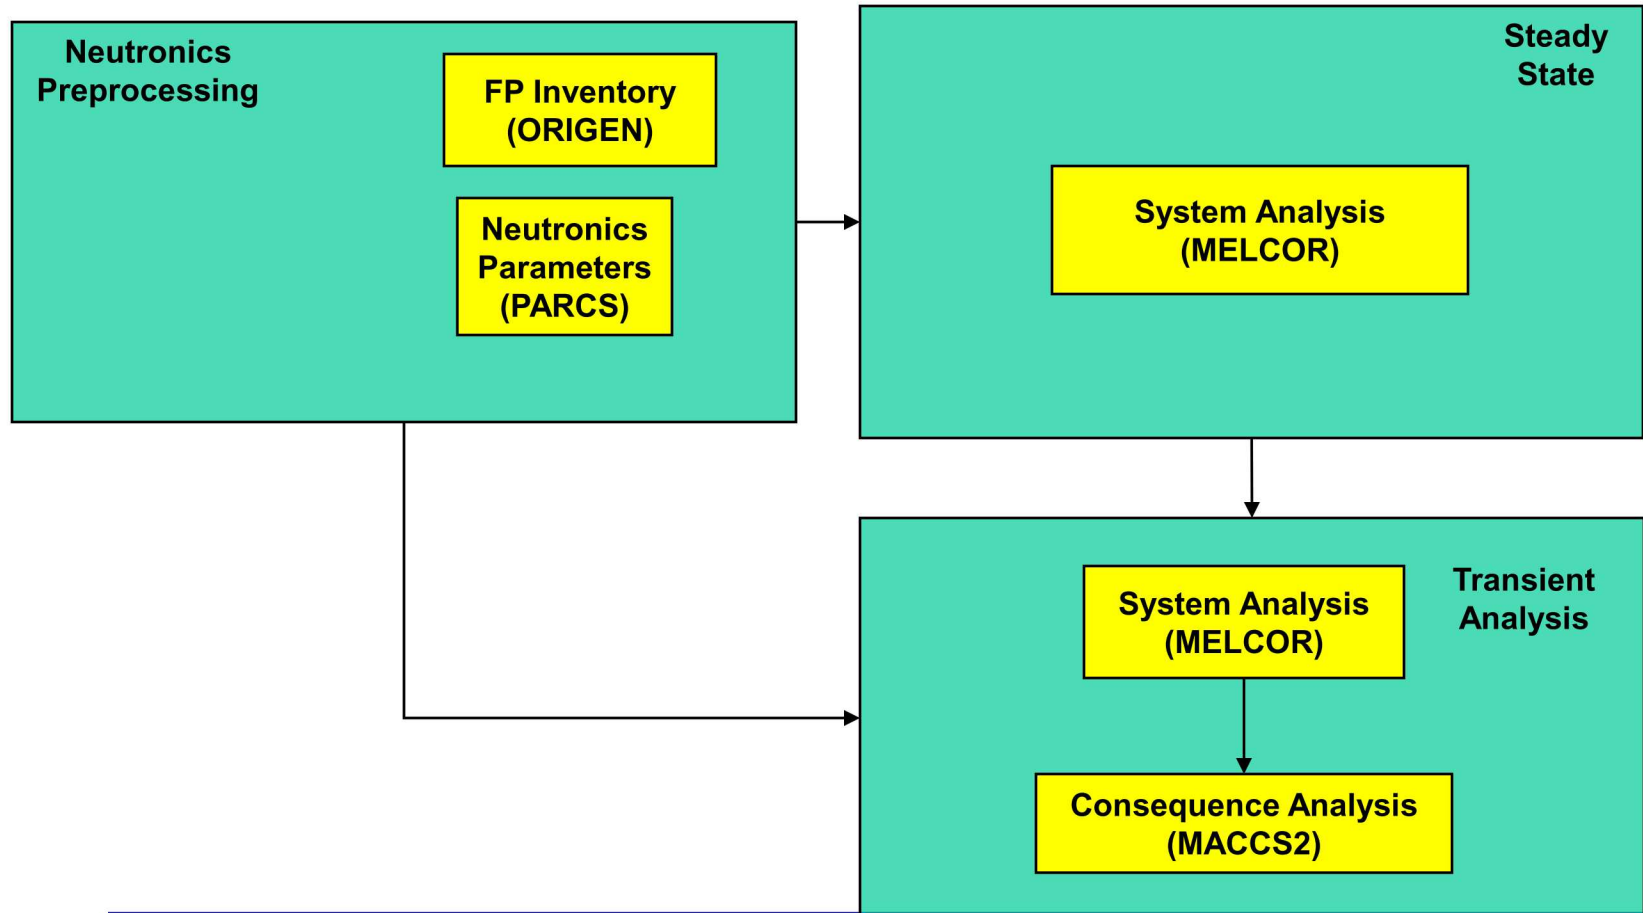 Neutronics
Preprocessing
FP Inventory
(ORIGEN)
Neutronics
Parameters
(PARCS)
Steady
State
System Analysis
(MELCOR)
Transient
Analysis
System Analysis
(MELCOR)
Consequence Analysis
(MACCS2)